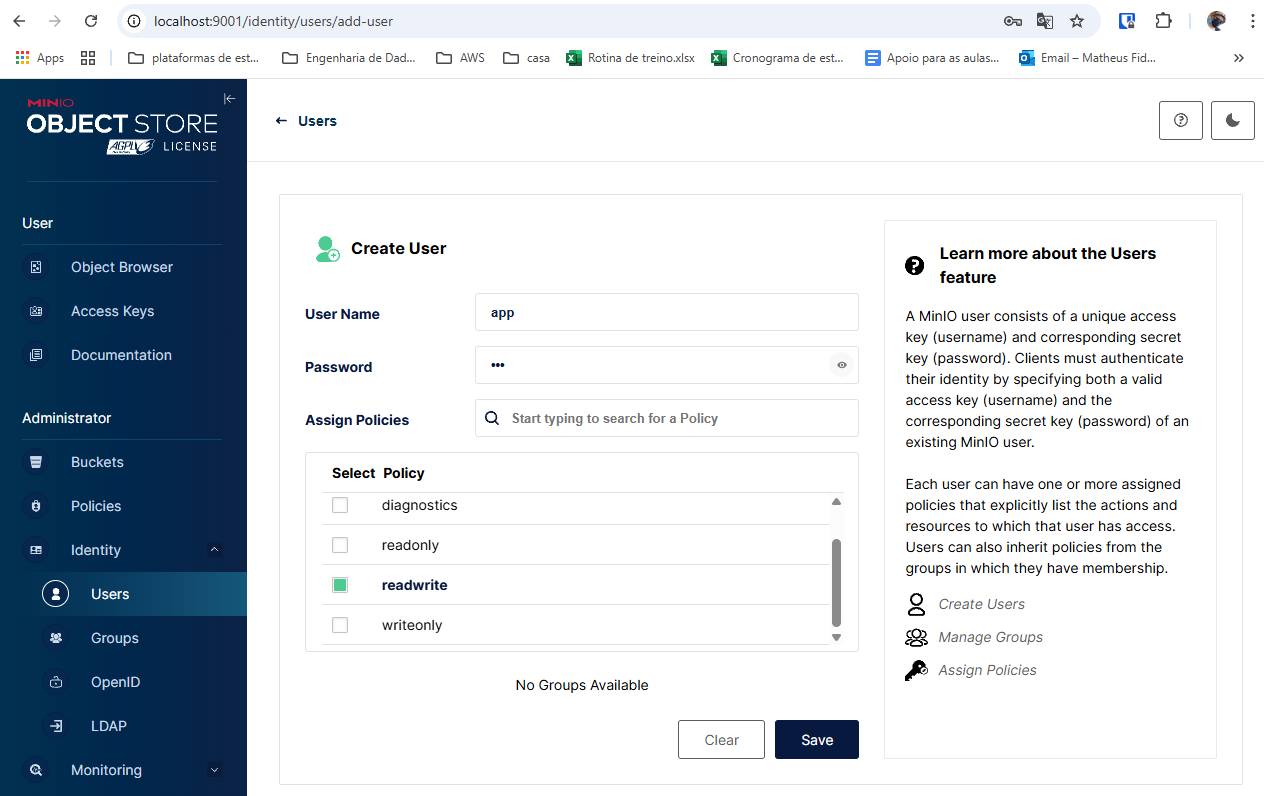 localhost:9001/identity/users/add-user
Apps
plataformas de est...
Engenharia de Dad...
AWS
casa
Rotina de treino.xlsx
Cronograma de est...
Apoio para as aulas...
Email – Matheus Fid...
MINIO
OBJECT STORE
AGPL LICENSE
User
Object Browser
Access Keys
Documentation
Administrator
Buckets
Policies
Identity
Users
Groups
OpenID
LDAP
Monitoring
Users
Create User
User Name app
Password •••
Assign Policies Start typing to search for a Policy
Select Policy
diagnostics
readonly
readwrite
writeonly
No Groups Available
Clear Save
Learn more about the Users
feature
A MinIO user consists of a unique access
key (username) and corresponding secret
key (password). Clients must authenticate
their identity by specifying both a valid
access key (username) and the
corresponding secret key (password) of an
existing MinIO user.
Each user can have one or more assigned
policies that explicitly list the actions and
resources to which that user has access.
Users can also inherit policies from the
groups in which they have membership.
Create Users
Manage Groups
Assign Policies